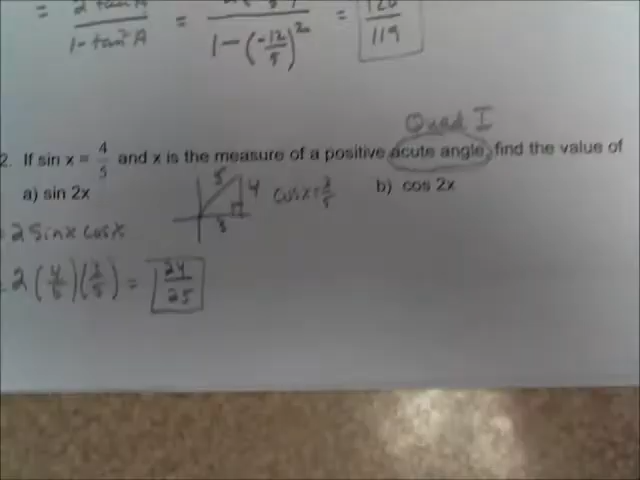 = 2 tan A / 1 - tan² A = / 1 - (-12/5)² = 120/119
Quad I
2. If sin x = 4/5 and x is the measure of a positive acute angle, find the value of
a) sin 2x 5 4 3 cos x = 3/5 b) cos 2x
= 2 sin x cos x
= 2 (4/5)(3/5) = 24/25